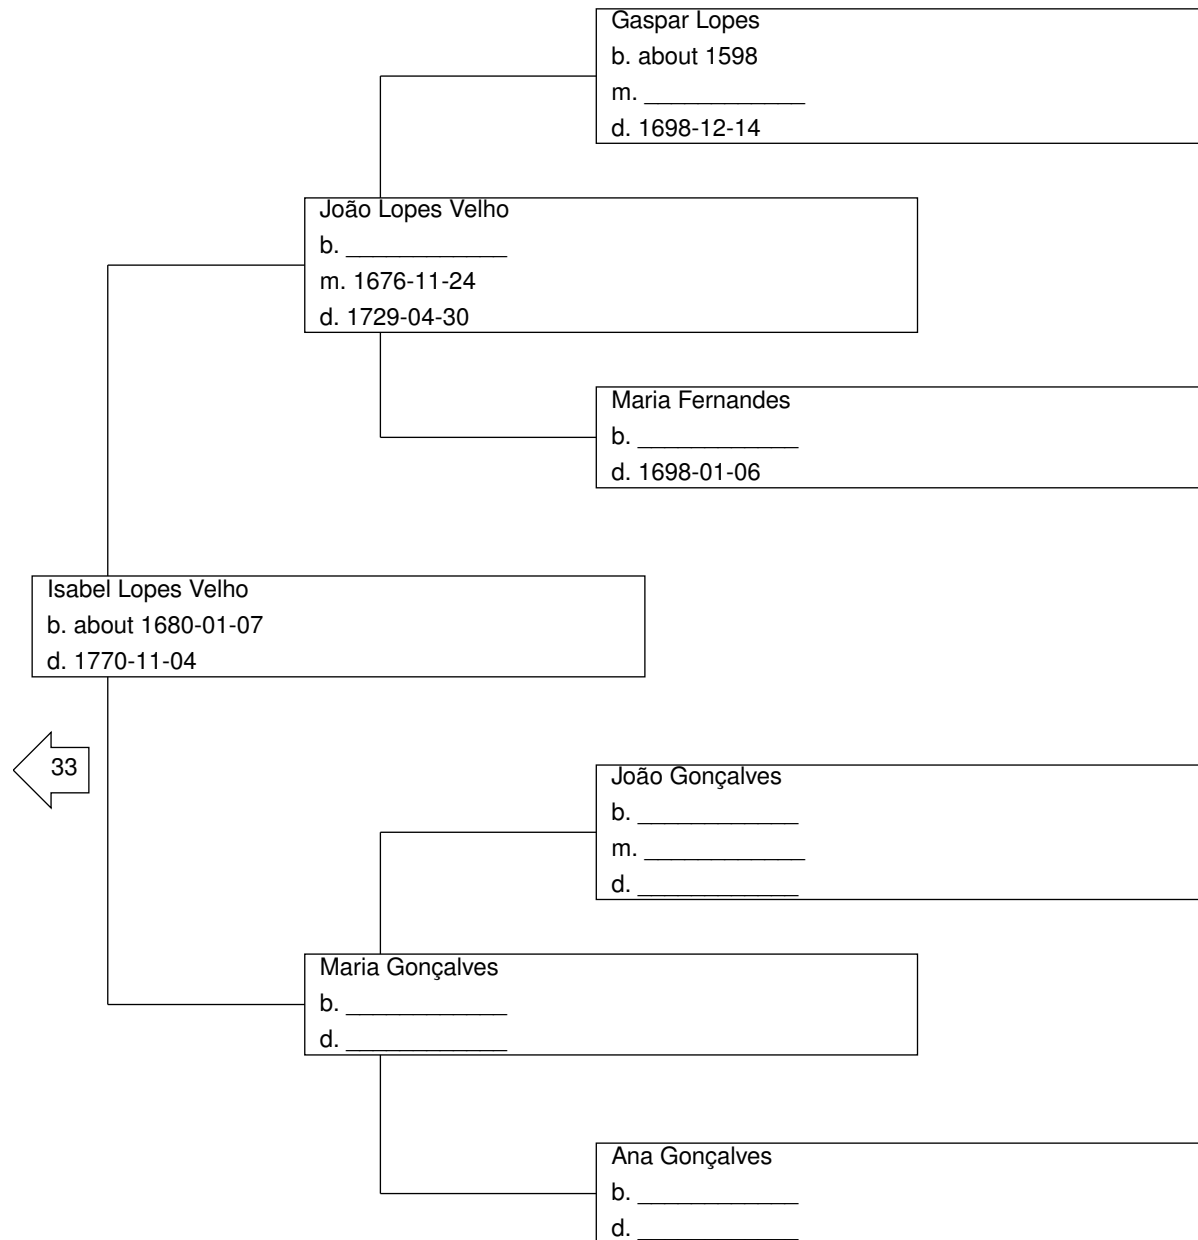 Gaspar Lopes
b. about 1598
m. ____________
d. 1698-12-14
João Lopes Velho
b. ____________
m. 1676-11-24
d. 1729-04-30
Maria Fernandes
b. ____________
d. 1698-01-06
Isabel Lopes Velho
b. about 1680-01-07
d. 1770-11-04
33
João Gonçalves
b. ____________
m. ____________
d. ____________
Maria Gonçalves
b. ____________
d. ____________
Ana Gonçalves
b. ____________
d. ____________